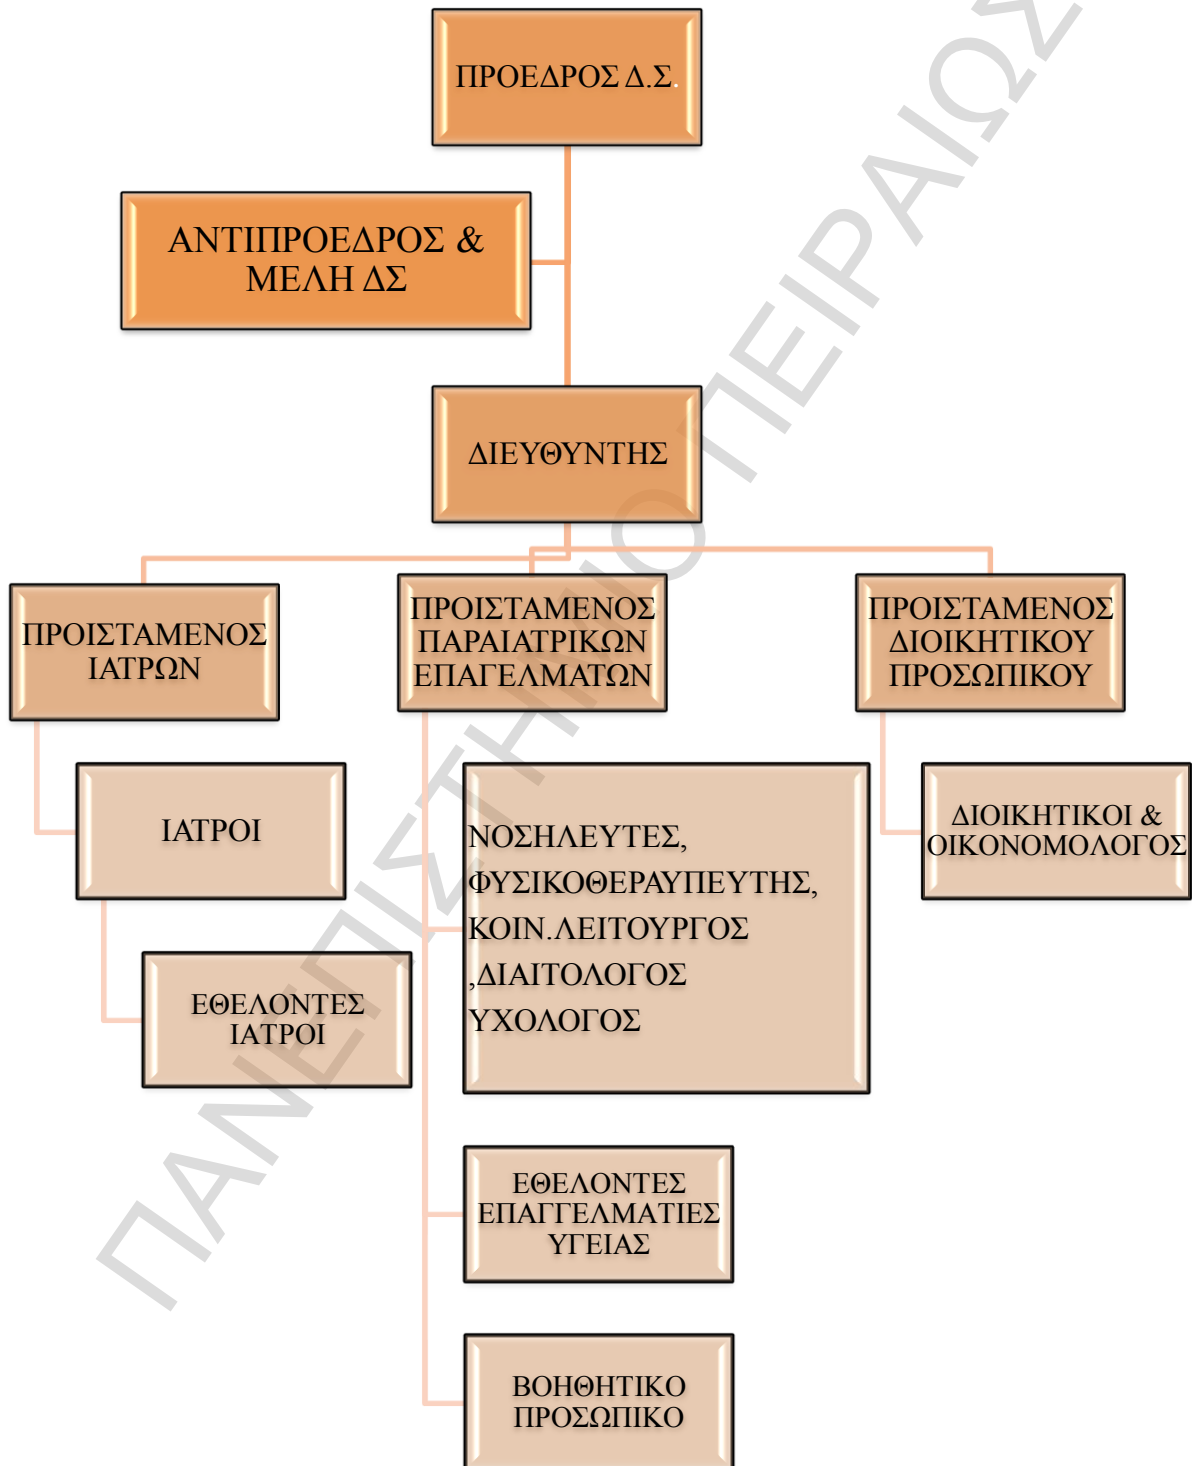 ΠΡΟΕΔΡΟΣ Δ.Σ.
ΑΝΤΙΠΡΟΕΔΡΟΣ &
ΜΕΛΗ ΔΣ
ΔΙΕΥΘΥΝΤΗΣ
ΠΡΟΙΣΤΑΜΕΝΟΣ
ΙΑΤΡΩΝ
ΙΑΤΡΟΙ
ΕΘΕΛΟΝΤΕΣ
ΙΑΤΡΟΙ
ΠΡΟΙΣΤΑΜΕΝΟΣ
ΠΑΡΑΙΑΤΡΙΚΩΝ
ΕΠΑΓΕΛΜΑΤΩΝ
ΝΟΣΗΛΕΥΤΕΣ,
ΦΥΣΙΚΟΘΕΡΑΥΠΕΥΤΗΣ,
ΚΟΙΝ.ΛΕΙΤΟΥΡΓΟΣ
,ΔΙΑΙΤΟΛΟΓΟΣ
ΥΧΟΛΟΓΟΣ
ΕΘΕΛΟΝΤΕΣ
ΕΠΑΓΓΕΛΜΑΤΙΕΣ
ΥΓΕΙΑΣ
ΒΟΗΘΗΤΙΚΟ
ΠΡΟΣΩΠΙΚΟ
ΠΡΟΙΣΤΑΜΕΝΟΣ
ΔΙΟΙΚΗΤΙΚΟΥ
ΠΡΟΣΩΠΙΚΟΥ
ΔΙΟΙΚΗΤΙΚΟΙ &
ΟΙΚΟΝΟΜΟΛΟΓΟΣ
ΠΑΝΕΠΙΣΤΗΜΙΟ ΠΕΙΡΑΙΩΣ